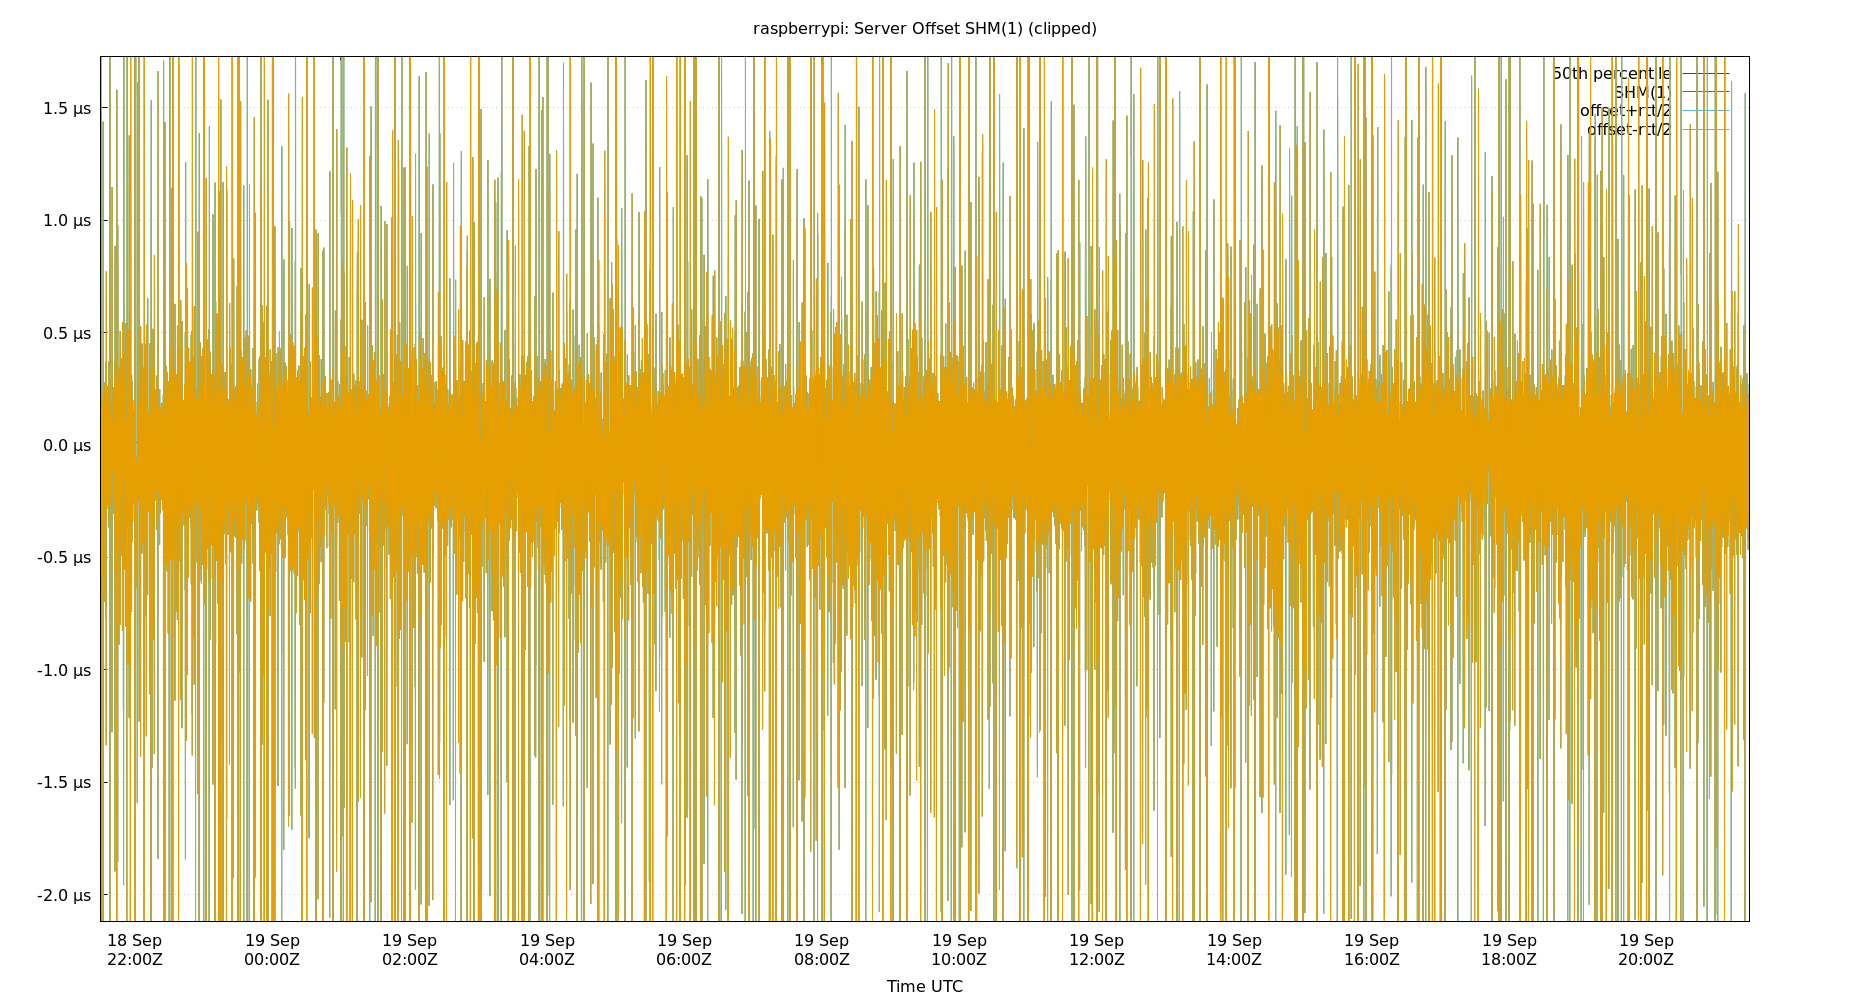 raspberrypi: Server Offset SHM(1) (clipped)
50th percentile
SHM(1)
offset+rtt/2
offset-rtt/2
1.5 µs
1.0 µs
0.5 µs
0.0 µs
-0.5 µs
-1.0 µs
-1.5 µs
-2.0 µs
18 Sep 19 Sep 19 Sep 19 Sep 19 Sep 19 Sep 19 Sep 19 Sep 19 Sep 19 Sep 19 Sep 19 Sep
22:00Z 00:00Z 02:00Z 04:00Z 06:00Z 08:00Z 10:00Z 12:00Z 14:00Z 16:00Z 18:00Z 20:00Z
Time UTC